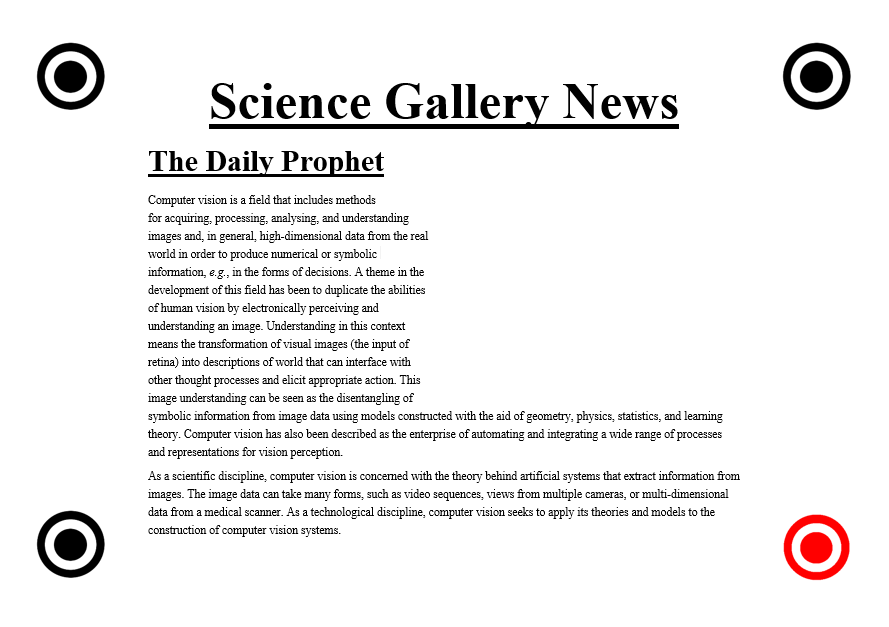 Science Gallery News
The Daily Prophet
Computer vision is a field that includes methods
for acquiring, processing, analysing, and understanding
images and, in general, high-dimensional data from the real
world in order to produce numerical or symbolic
information, e.g., in the forms of decisions. A theme in the
development of this field has been to duplicate the abilities
of human vision by electronically perceiving and
understanding an image. Understanding in this context
means the transformation of visual images (the input of
retina) into descriptions of world that can interface with
other thought processes and elicit appropriate action. This
image understanding can be seen as the disentangling of
symbolic information from image data using models constructed with the aid of geometry, physics, statistics, and learning
theory. Computer vision has also been described as the enterprise of automating and integrating a wide range of processes
and representations for vision perception.
As a scientific discipline, computer vision is concerned with the theory behind artificial systems that extract information from
images. The image data can take many forms, such as video sequences, views from multiple cameras, or multi-dimensional
data from a medical scanner. As a technological discipline, computer vision seeks to apply its theories and models to the
construction of computer vision systems.